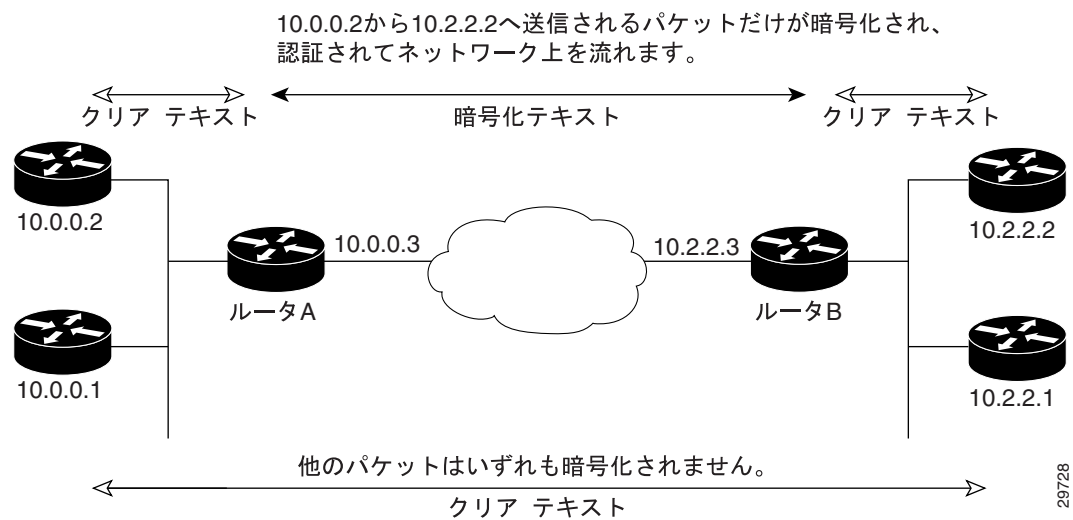 10.0.0.2から10.2.2.2へ送信されるパケットだけが暗号化され、
認証されてネットワーク上を流れます。
クリア テキスト
暗号化テキスト
クリア テキスト
10.0.0.2
10.2.2.2
10.0.0.3
10.2.2.3
ルータA
ルータB
10.0.0.1
10.2.2.1
他のパケットはいずれも暗号化されません。
クリア テキスト
29728